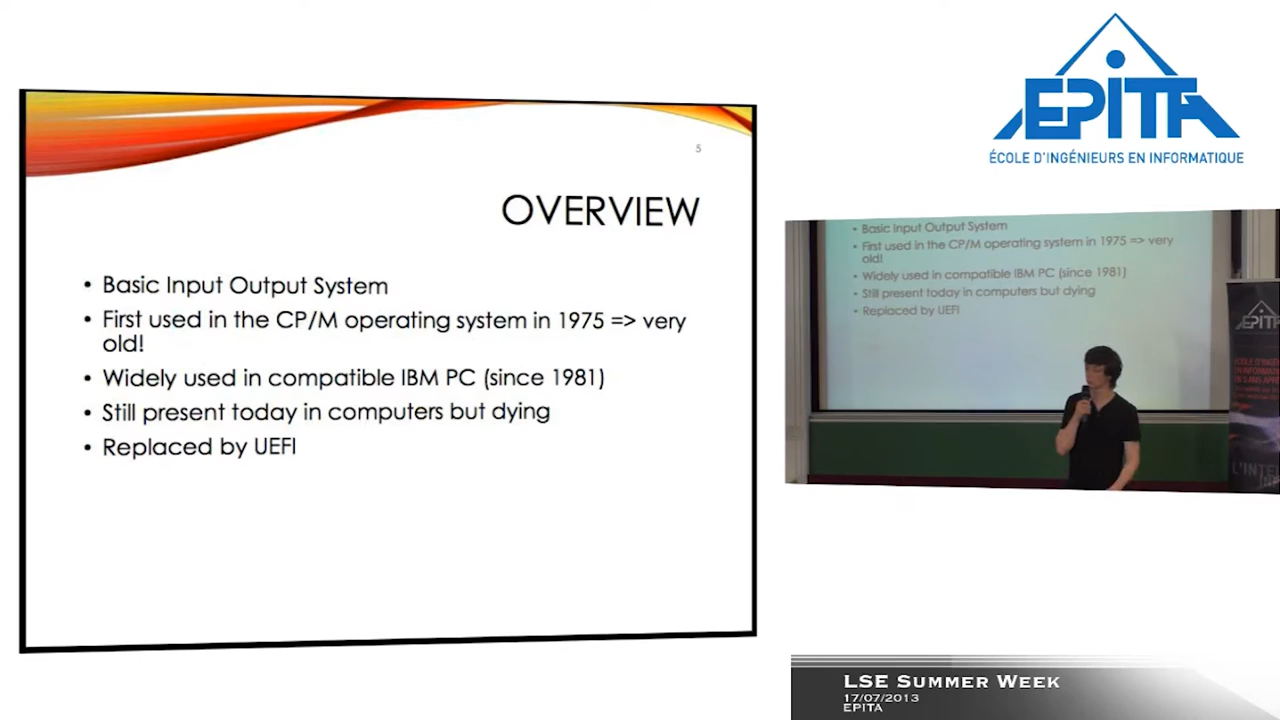 5
OVERVIEW
• Basic Input Output System
• First used in the CP/M operating system in 1975 => very
old!
• Widely used in compatible IBM PC (since 1981)
• Still present today in computers but dying
• Replaced by UEFI
EPITA
ÉCOLE D'INGÉNIEURS EN INFORMATIQUE
• Basic Input Output System
• First used in the CP/M operating system in 1975 => very
old!
• Widely used in compatible IBM PC (since 1981)
• Still present today in computers but dying
• Replaced by UEFI
EPITA
L'INTE
LSE Summer Week
17/07/2013
EPITA